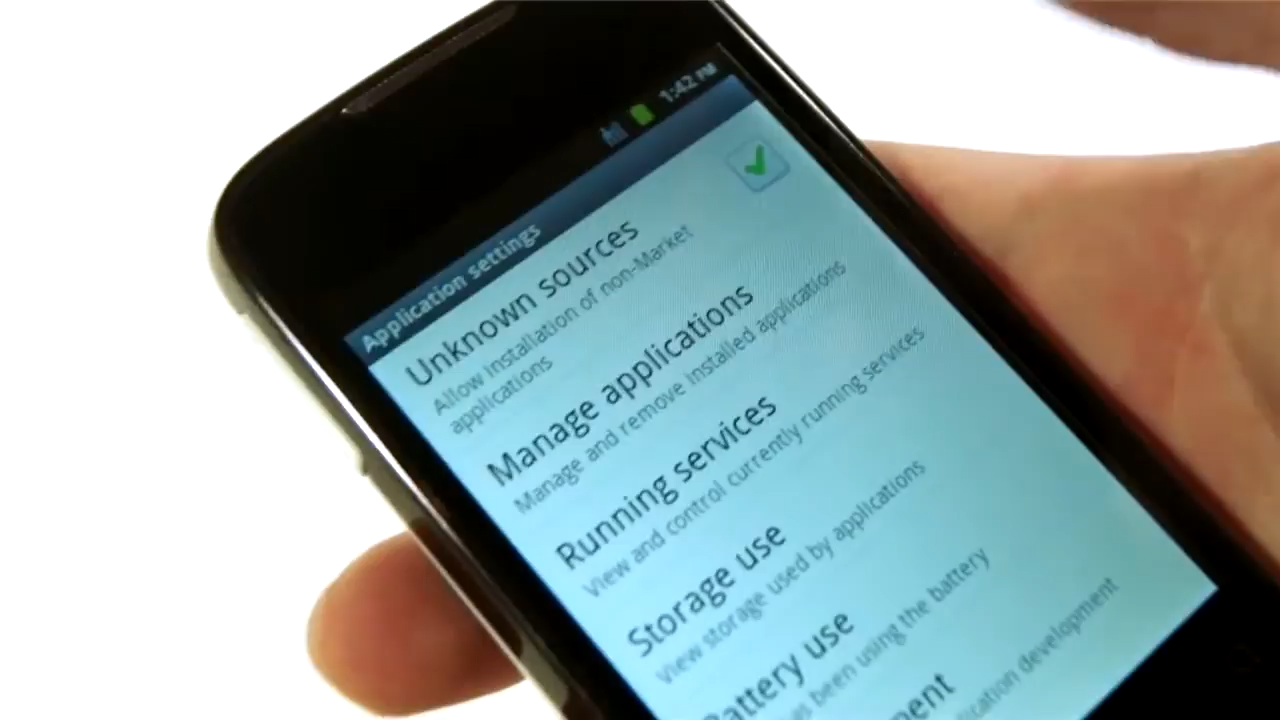 1:42 PM
Application settings
Unknown sources
Allow installation of non-Market
applications
Manage applications
Manage and remove installed applications
Running services
View and control currently running services
Storage use
View storage used by applications
Battery use
been using the battery
development